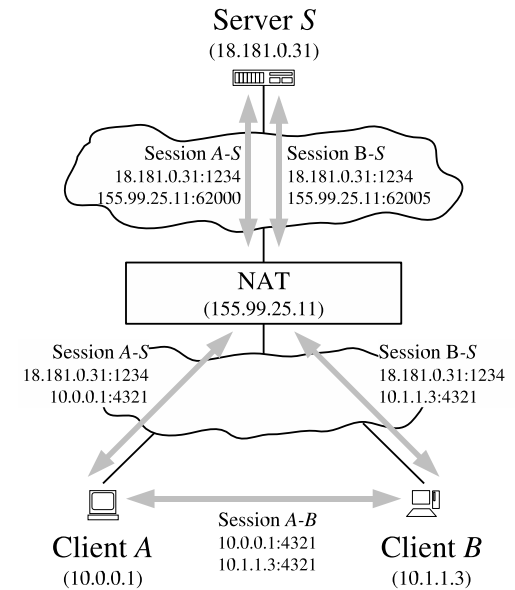 Server S
(18.181.0.31)
Session A-S
18.181.0.31:1234
155.99.25.11:62000
Session B-S
18.181.0.31:1234
155.99.25.11:62005
NAT
(155.99.25.11)
Session A-S
18.181.0.31:1234
10.0.0.1:4321
Session B-S
18.181.0.31:1234
10.1.1.3:4321
Session A-B
10.0.0.1:4321
10.1.1.3:4321
Client A
(10.0.0.1)
Client B
(10.1.1.3)